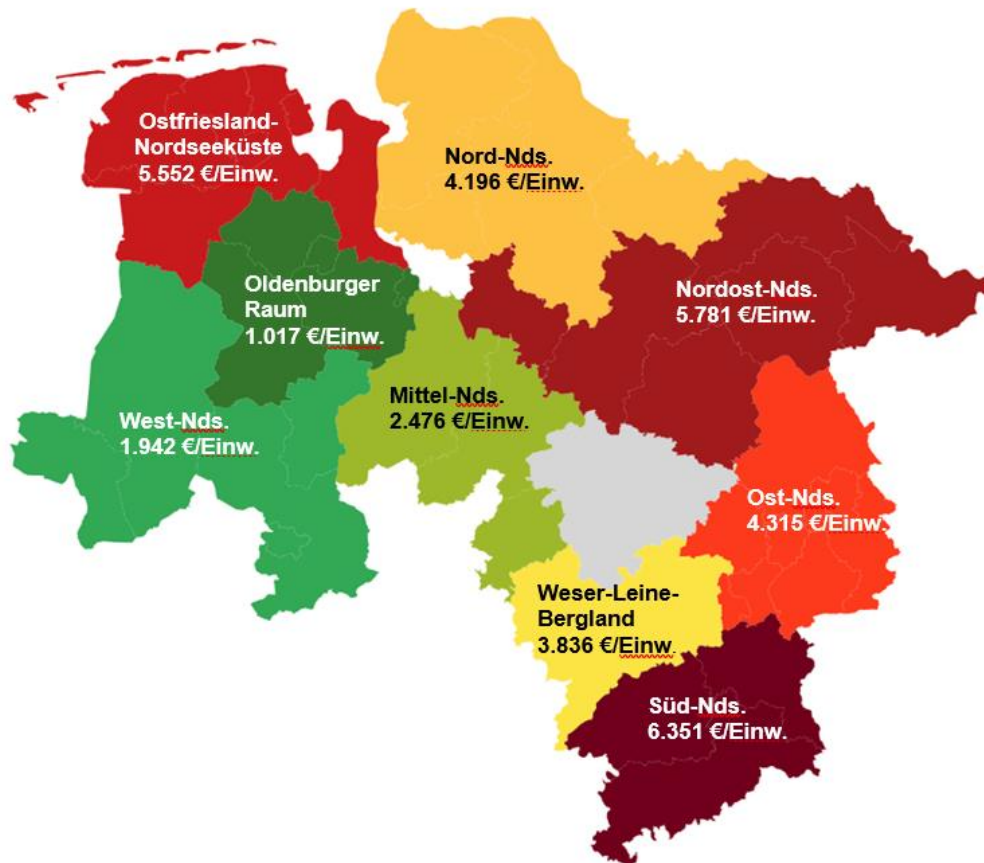 Ostfriesland-
Nordseeküste
5.552 €/Einw.
Nord-Nds.
4.196 €/Einw.
Oldenburger
Raum
1.017 €/Einw.
Nordost-Nds.
5.781 €/Einw.
West-Nds.
1.942 €/Einw.
Mittel-Nds.
2.476 €/Einw.
Ost-Nds.
4.315 €/Einw.
Weser-Leine-
Bergland
3.836 €/Einw.
Süd-Nds.
6.351 €/Einw.